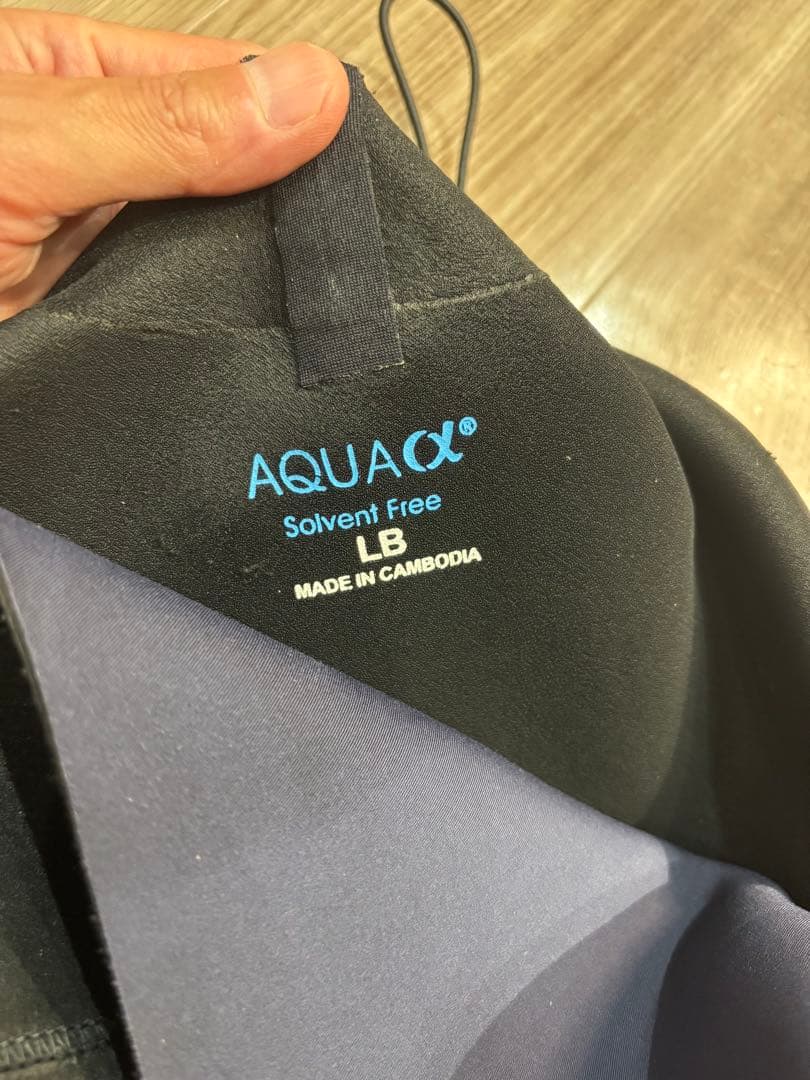 AQUAα®
Solvent Free
LB
MADE IN CAMBODIA